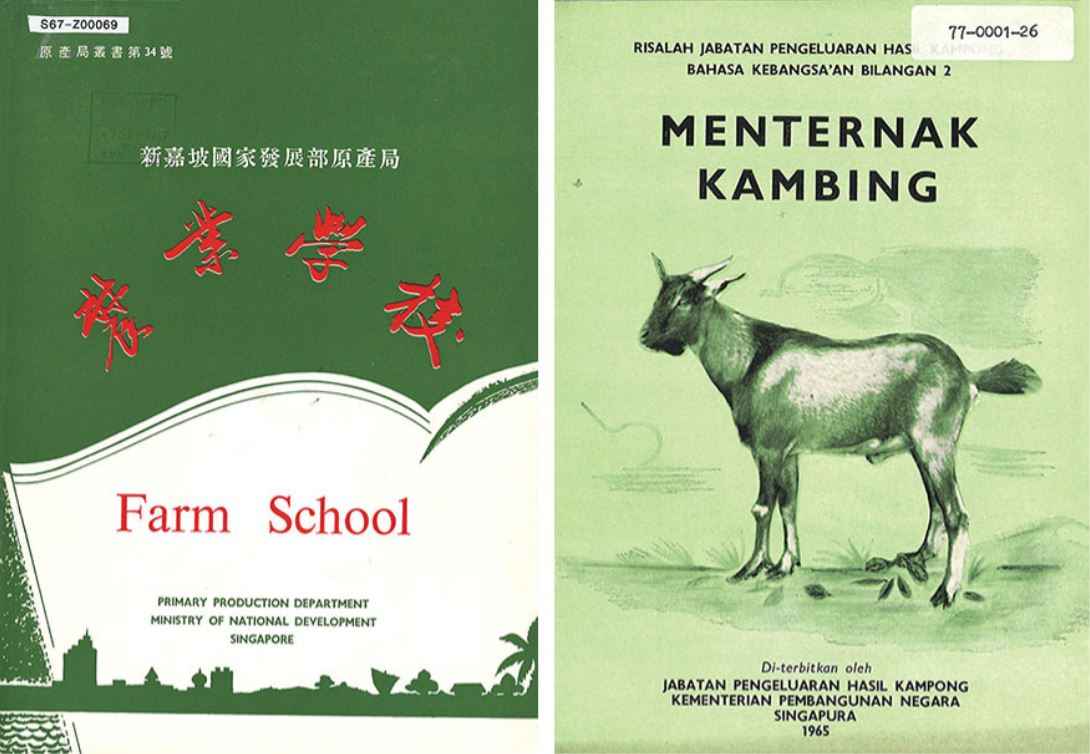 S67-Z00069
原產局叢書第34號
新嘉坡國家發展部原產局
農業學校
Farm School
PRIMARY PRODUCTION DEPARTMENT
MINISTRY OF NATIONAL DEVELOPMENT
SINGAPORE
77-0001-26
RISALAH JABATAN PENGELUARAN HASIL KAMPONG
BAHASA KEBANGSA'AN BILANGAN 2
MENTERNAK
KAMBING
Di-terbitkan oleh
JABATAN PENGELUARAN HASIL KAMPONG
KEMENTERIAN PEMBANGUNAN NEGARA
SINGAPURA
1965